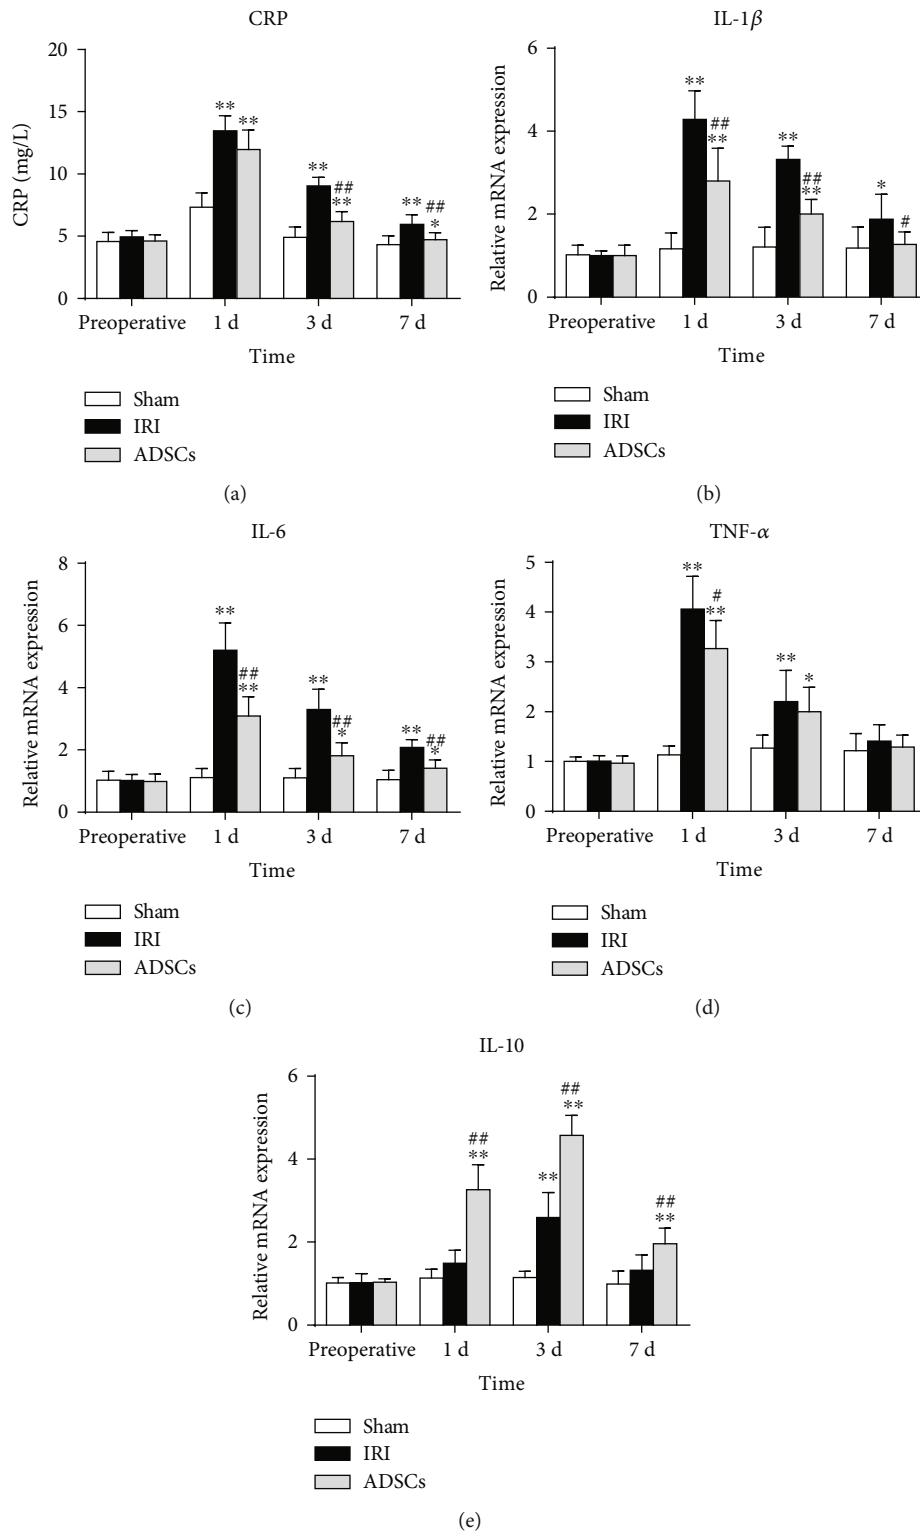 CRP
20
15
10
5
0
CRP (mg/L)
**
**
**
##
**
**
##
*
Preoperative 1 d 3 d 7 d
Time
Sham
IRI
ADSCs
(a)
IL-1β
6
4
2
0
Relative mRNA expression
**
##
**
**
##
**
*
#
Preoperative 1 d 3 d 7 d
Time
Sham
IRI
ADSCs
(b)
IL-6
8
6
4
2
0
Relative mRNA expression
**
##
**
**
##
*
**
##
*
Preoperative 1 d 3 d 7 d
Time
Sham
IRI
ADSCs
(c)
TNF-α
5
4
3
2
1
0
Relative mRNA expression
**
#
**
**
*
Preoperative 1 d 3 d 7 d
Time
Sham
IRI
ADSCs
(d)
IL-10
6
4
2
0
Relative mRNA expression
##
**
**
##
**
##
**
Preoperative 1 d 3 d 7 d
Time
Sham
IRI
ADSCs
(e)